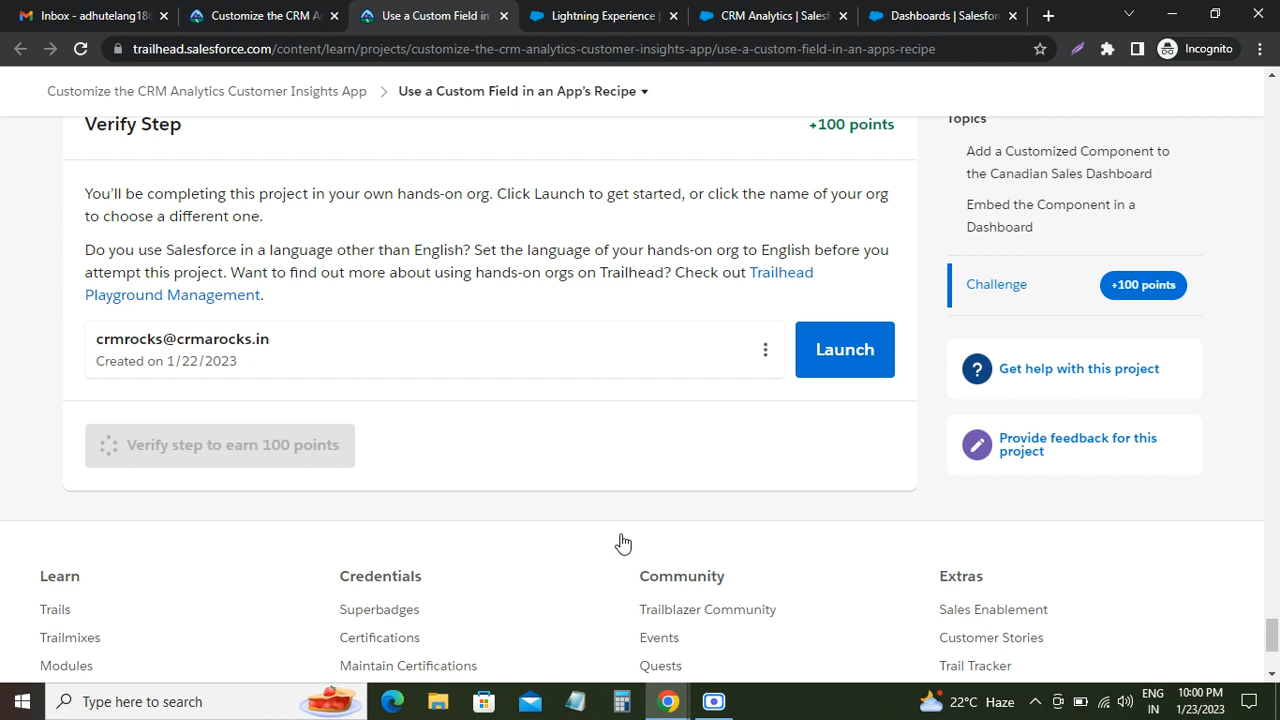 Inbox - adhutelang186
Customize the CRM A
Use a Custom Field in
Lightning Experience |
CRM Analytics | Salesf
Dashboards | Salesfor
trailhead.salesforce.com/content/learn/projects/customize-the-crm-analytics-customer-insights-app/use-a-custom-field-in-an-apps-recipe
Incognito
Customize the CRM Analytics Customer Insights App
Use a Custom Field in an App's Recipe
Verify Step
+100 points
You'll be completing this project in your own hands-on org. Click Launch to get started, or click the name of your org
to choose a different one.
Do you use Salesforce in a language other than English? Set the language of your hands-on org to English before you
attempt this project. Want to find out more about using hands-on orgs on Trailhead? Check out Trailhead
Playground Management.
crmrocks@crmarocks.in
Created on 1/22/2023
Launch
Verify step to earn 100 points
Topics
Add a Customized Component to
the Canadian Sales Dashboard
Embed the Component in a
Dashboard
Challenge
+100 points
Get help with this project
Provide feedback for this
project
Learn
Trails
Trailmixes
Modules
Credentials
Superbadges
Certifications
Maintain Certifications
Community
Trailblazer Community
Events
Quests
Extras
Sales Enablement
Customer Stories
Trail Tracker
Type here to search
22°C Haze
ENG
IN
10:00 PM
1/23/2023